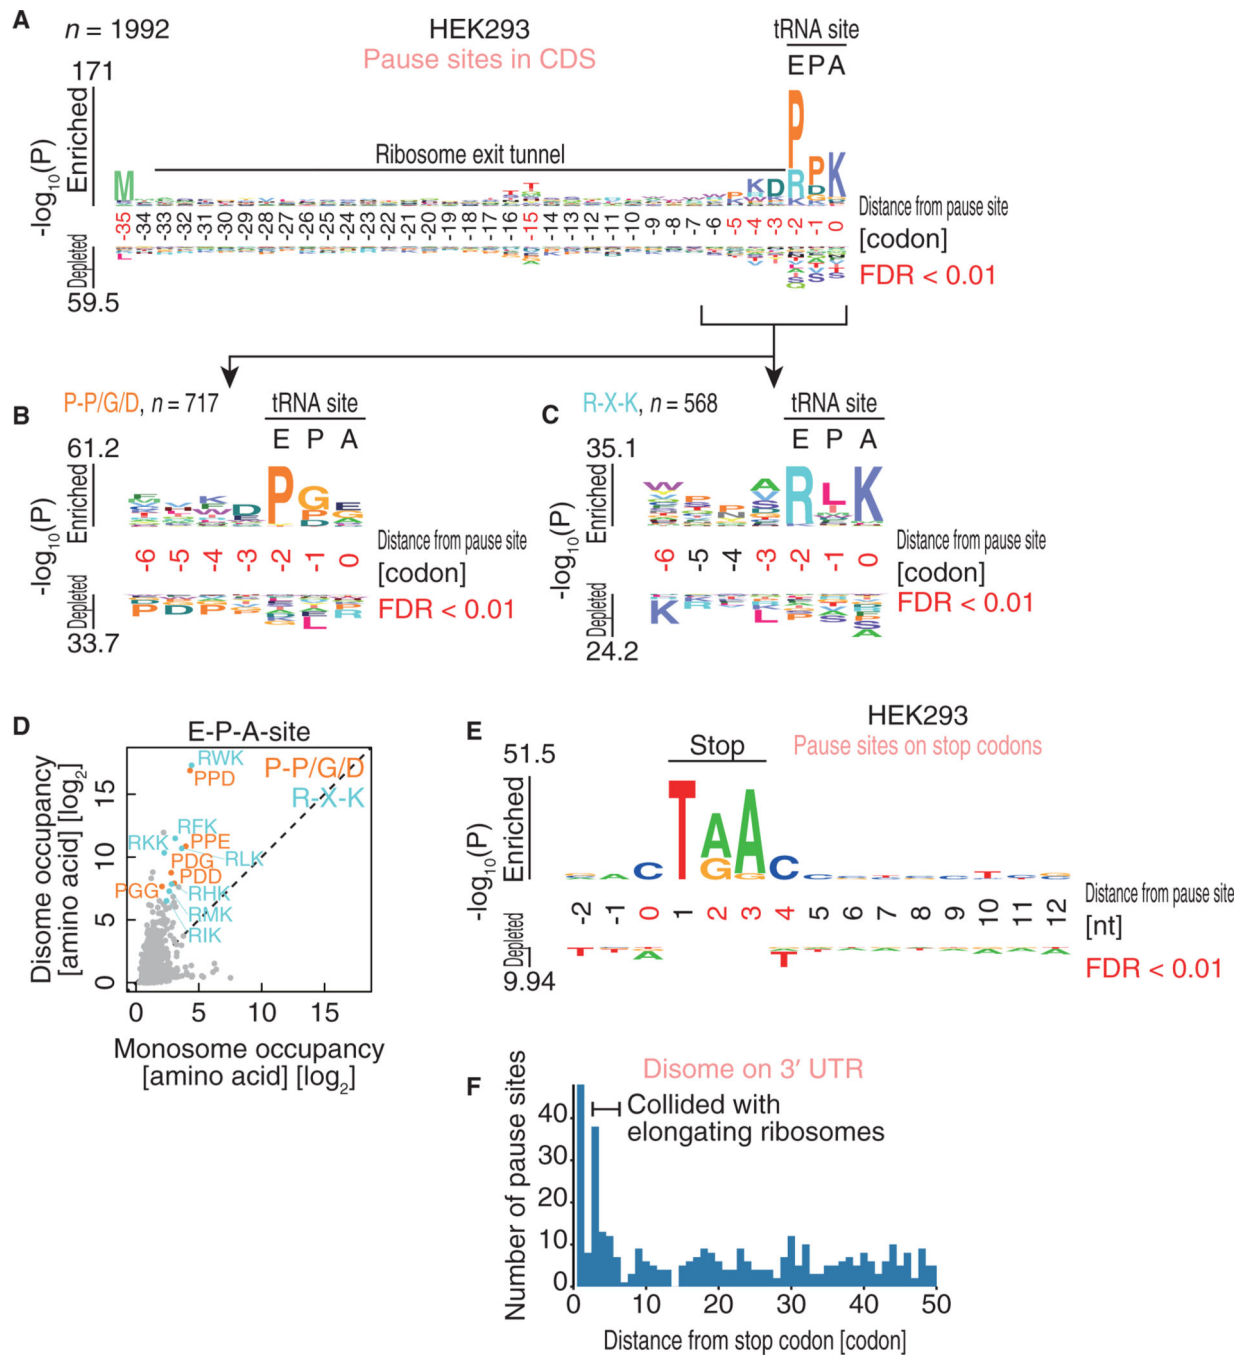 A
n = 1992
HEK293
Pause sites in CDS
tRNA site
E P A
171
Enriched
-log10(P)
Depleted
59.5
Ribosome exit tunnel
M
P
R
P
D
K
K
D
T
L
-35 -34 -33 -32 -31 -30 -29 -28 -27 -26 -25 -24 -23 -22 -21 -20 -19 -18 -17 -16 -15 -14 -13 -12 -11 -10 -9 -8 -7 -6 -5 -4 -3 -2 -1 0
Distance from pause site
[codon]
FDR < 0.01
B
P-P/G/D, n = 717
tRNA site
E P A
61.2
Enriched
-log10(P)
Depleted
33.7
D P G P D E
-6 -5 -4 -3 -2 -1 0
P D P L R
Distance from pause site
[codon]
FDR < 0.01
C
R-X-K, n = 568
tRNA site
E P A
35.1
Enriched
-log10(P)
Depleted
24.2
W A R L K
-6 -5 -4 -3 -2 -1 0
K R L P S A
Distance from pause site
[codon]
FDR < 0.01
D
E-P-A-site
P-P/G/D
R-X-K
RWK
PPD
RFK
RKK
PPE
RLK
PDG
PDD
PGG
RHK
RMK
RIK
Disome occupancy
[amino acid] [log2]
15
10
5
0
0 5 10 15
Monosome occupancy
[amino acid] [log2]
E
HEK293
Pause sites on stop codons
51.5
Stop
Enriched
-log10(P)
Depleted
9.94
C T A G A G C
-2 -1 0 1 2 3 4 5 6 7 8 9 10 11 12
A T
Distance from pause site
[nt]
FDR < 0.01
F
Disome on 3′ UTR
Collided with
elongating ribosomes
Number of pause sites
40
30
20
10
0
0 10 20 30 40 50
Distance from stop codon [codon]